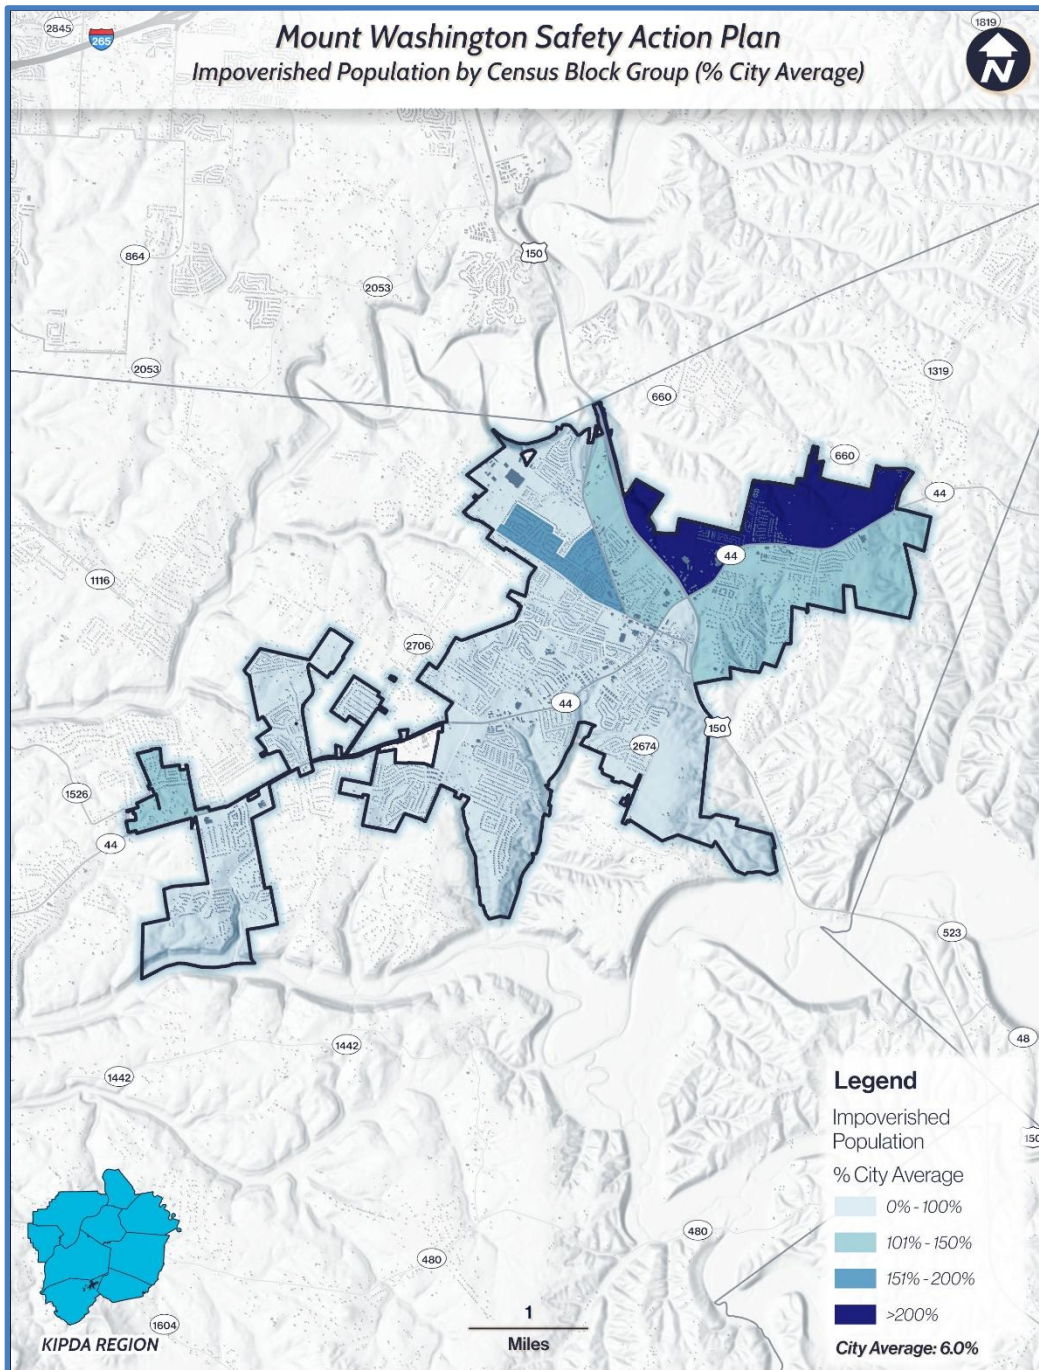 Mount Washington Safety Action Plan
Impoverished Population by Census Block Group (% City Average)
N
2845
265
1819
150
864
2053
2053
660
1319
660
44
44
1116
2706
44
2674
150
1526
44
523
48
1442
1442
150
480
480
1604
Legend
Impoverished
Population
% City Average
0% - 100%
101% - 150%
151% - 200%
>200%
City Average: 6.0%
1
Miles
KIPDA REGION